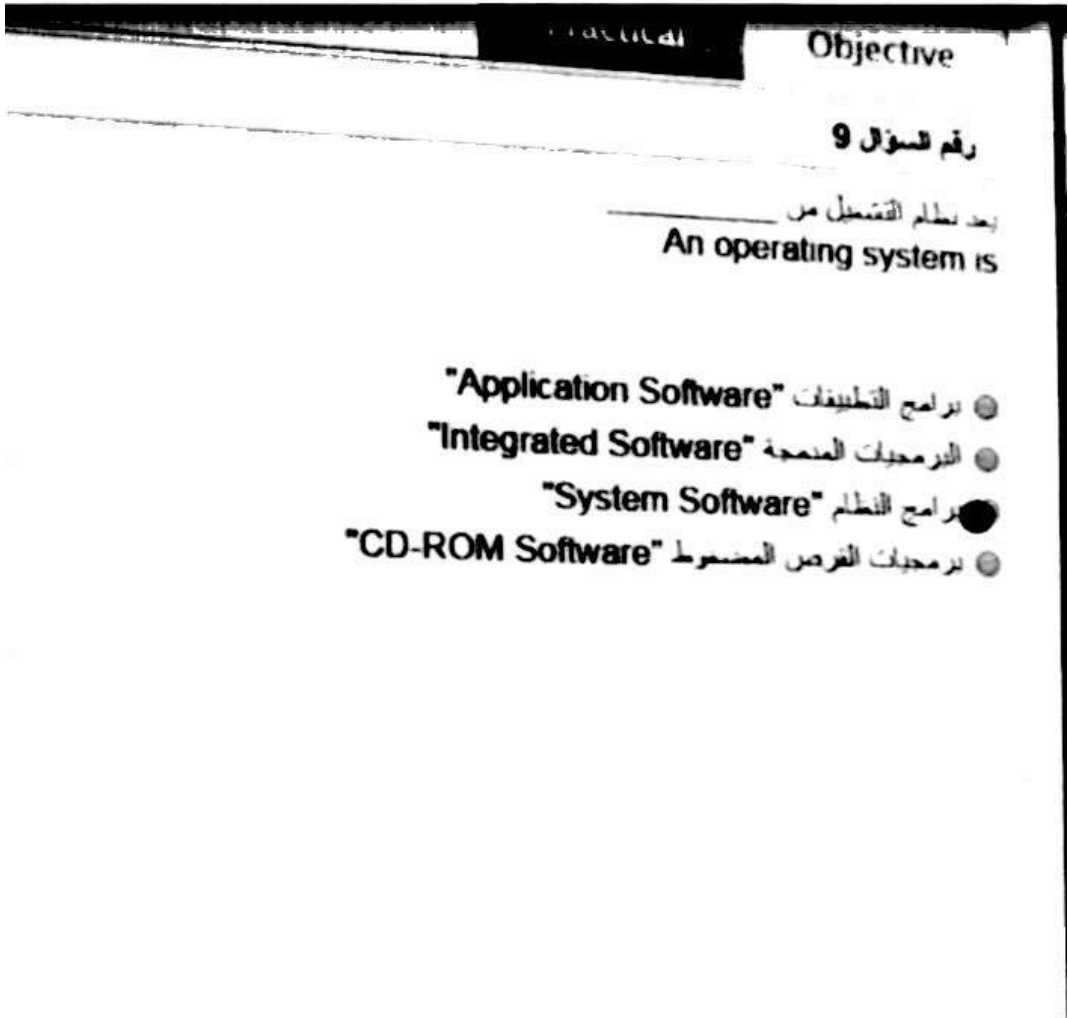 Practical
Objective
رقم السؤال 9
يعد نظام التشغيل من ________
An operating system is
برامج التطبيقات "Application Software"
البرمجيات المدمجة "Integrated Software"
برامج النظام "System Software"
برمجيات القرص المضغوط "CD-ROM Software"